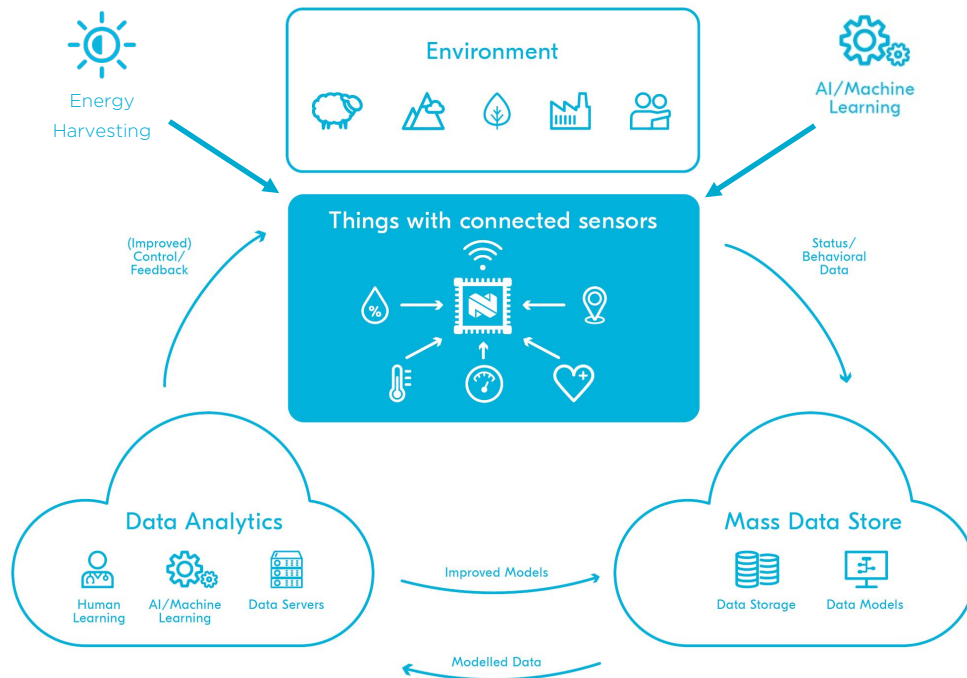 Environment
Energy
Harvesting
AI/Machine
Learning
Things with connected sensors
%
N
(Improved)
Control/
Feedback
Status/
Behavioral
Data
Data Analytics
Human
Learning
AI/Machine
Learning
Data Servers
Improved Models
Mass Data Store
Data Storage
Data Models
Modelled Data